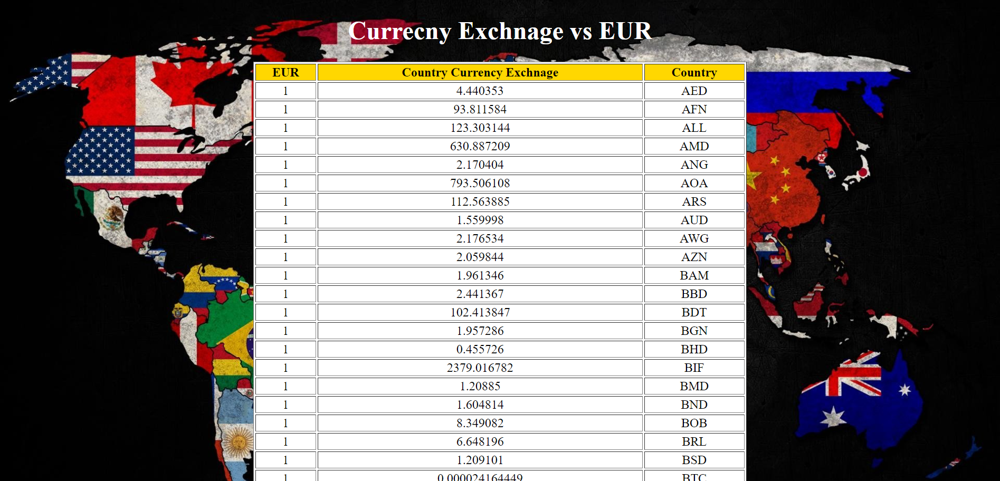 Currecny Exchnage vs EUR
EUR Country Currency Exchnage Country
1 4.440353 AED
1 93.811584 AFN
1 123.303144 ALL
1 630.887209 AMD
1 2.170404 ANG
1 793.506108 AOA
1 112.563885 ARS
1 1.559998 AUD
1 2.176534 AWG
1 2.059844 AZN
1 1.961346 BAM
1 2.441367 BBD
1 102.413847 BDT
1 1.957286 BGN
1 0.455726 BHD
1 2379.016782 BIF
1 1.20885 BMD
1 1.604814 BND
1 8.349082 BOB
1 6.648196 BRL
1 1.209101 BSD
1 0.000024164449 BTC